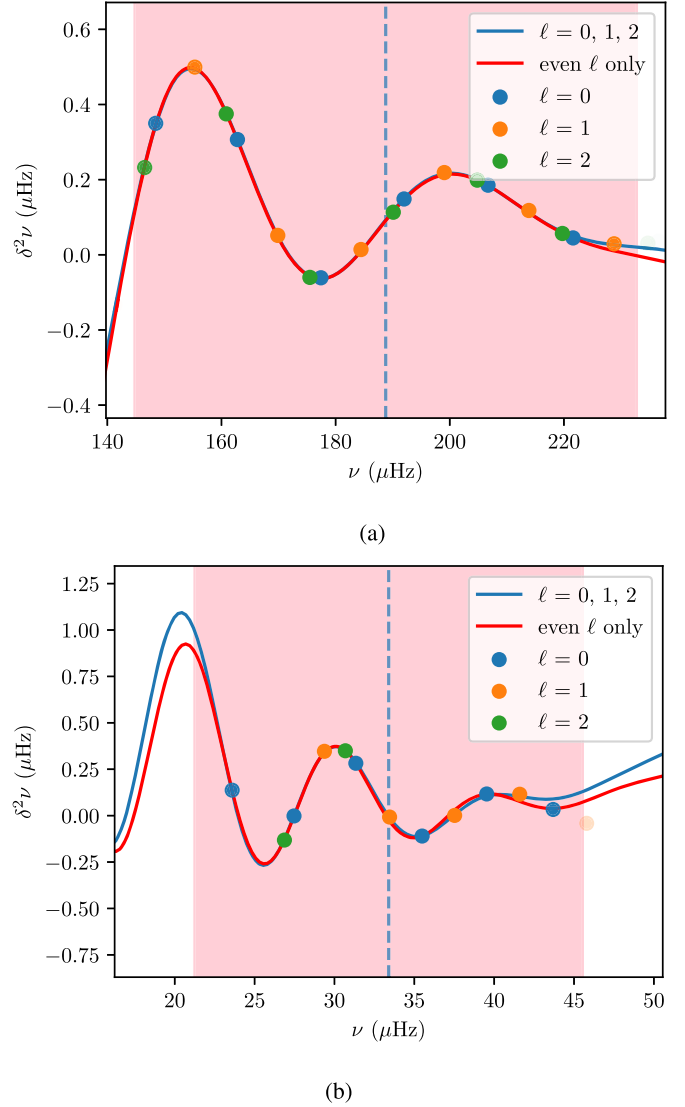 0.6
0.4
0.2
0.0
−0.2
−0.4
δ²ν (μHz)
ℓ = 0, 1, 2
even ℓ only
ℓ = 0
ℓ = 1
ℓ = 2
140 160 180 200 220
ν (μHz)
(a)
1.25
1.00
0.75
0.50
0.25
0.00
−0.25
−0.50
−0.75
δ²ν (μHz)
ℓ = 0, 1, 2
even ℓ only
ℓ = 0
ℓ = 1
ℓ = 2
20 25 30 35 40 45 50
ν (μHz)
(b)